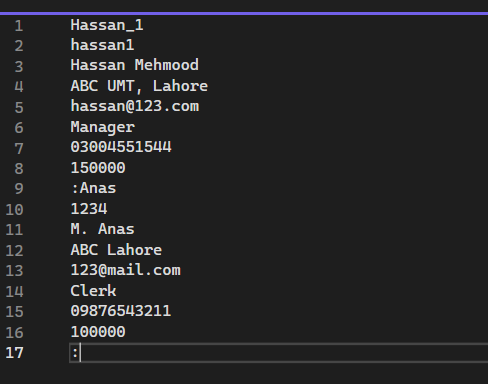 1 Hassan_1
2 hassan1
3 Hassan Mehmood
4 ABC UMT, Lahore
5 hassan@123.com
6 Manager
7 03004551544
8 150000
9 :Anas
10 1234
11 M. Anas
12 ABC Lahore
13 123@mail.com
14 Clerk
15 09876543211
16 100000
17 :